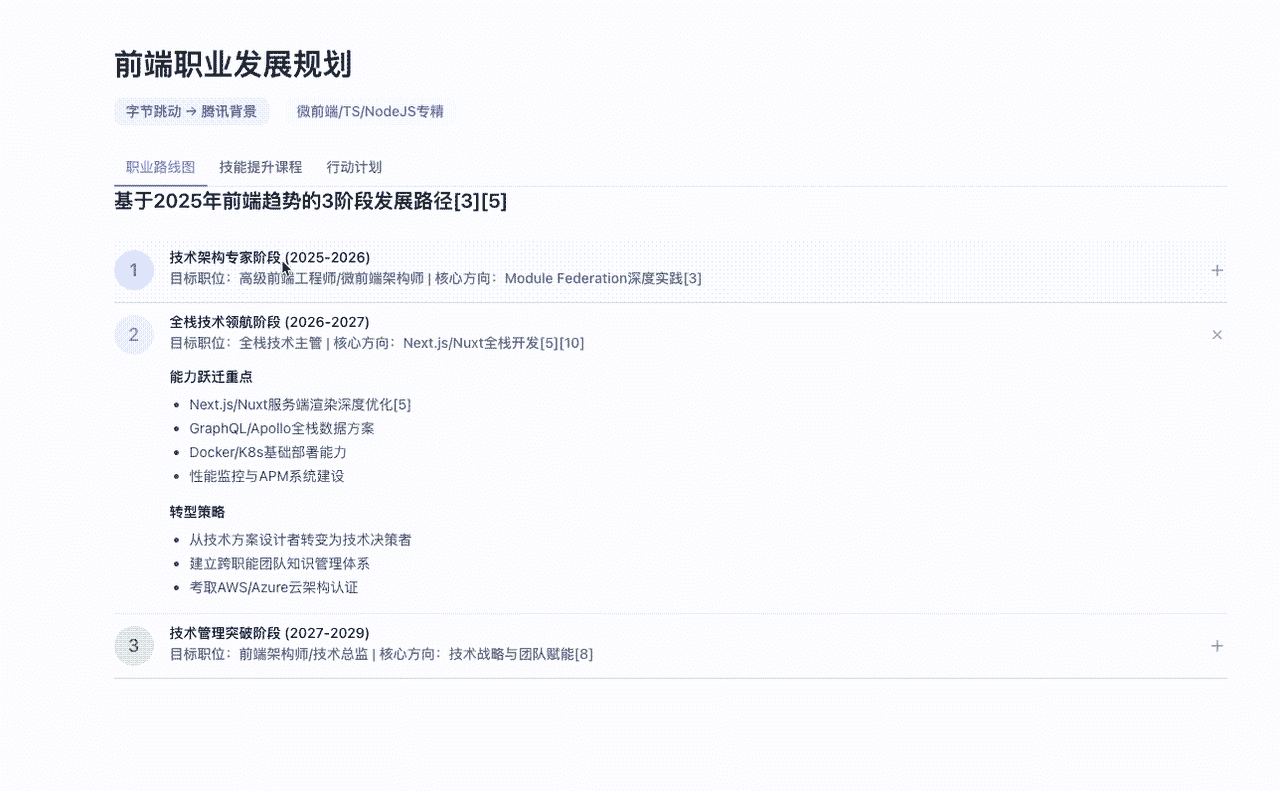 前端职业发展规划
字节跳动 → 腾讯背景 微前端/TS/NodeJS专精
职业路线图 技能提升课程 行动计划
基于2025年前端趋势的3阶段发展路径[3][5]
1
技术架构专家阶段 (2025-2026)
目标职位：高级前端工程师/微前端架构师 | 核心方向：Module Federation深度实践[3]
2
全栈技术领航阶段 (2026-2027)
目标职位：全栈技术主管 | 核心方向：Next.js/Nuxt全栈开发[5][10]
能力跃迁重点
• Next.js/Nuxt服务端渲染深度优化[5]
• GraphQL/Apollo全栈数据方案
• Docker/K8s基础部署能力
• 性能监控与APM系统建设
转型策略
• 从技术方案设计者转变为技术决策者
• 建立跨职能团队知识管理体系
• 考取AWS/Azure云架构认证
3
技术管理突破阶段 (2027-2029)
目标职位：前端架构师/技术总监 | 核心方向：技术战略与团队赋能[8]